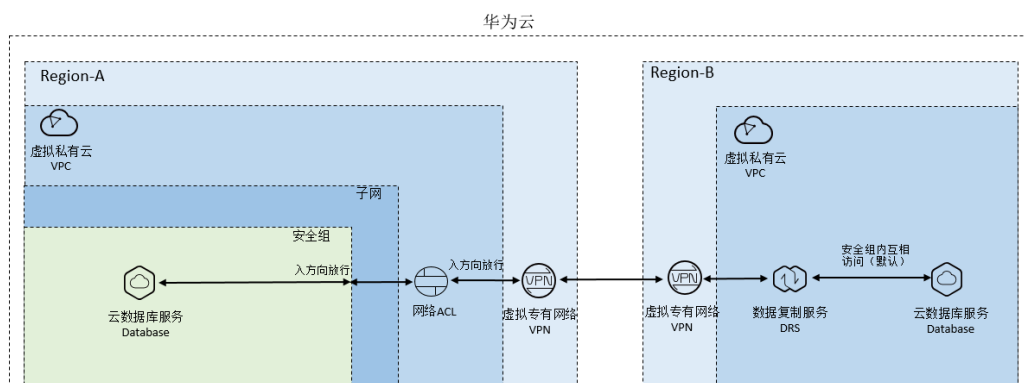 华为云
Region-A
Region-B
虚拟私有云
VPC
虚拟私有云
VPC
子网
安全组
入方向放行
入方向放行
安全组内互相
访问（默认）
VPN
VPN
云数据库服务
Database
网络ACL
虚拟专有网络
VPN
虚拟专有网络
VPN
数据复制服务
DRS
云数据库服务
Database